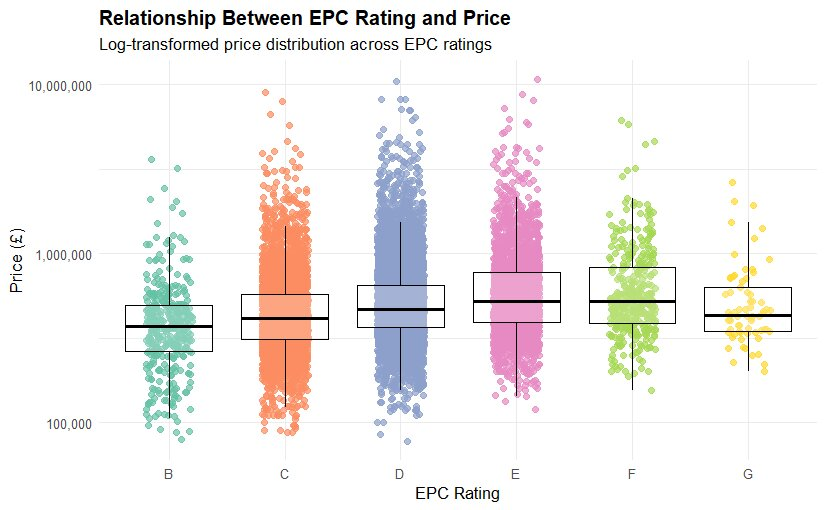 Relationship Between EPC Rating and Price
Log-transformed price distribution across EPC ratings
Price (£)
10,000,000
1,000,000
100,000
B C D E F G
EPC Rating